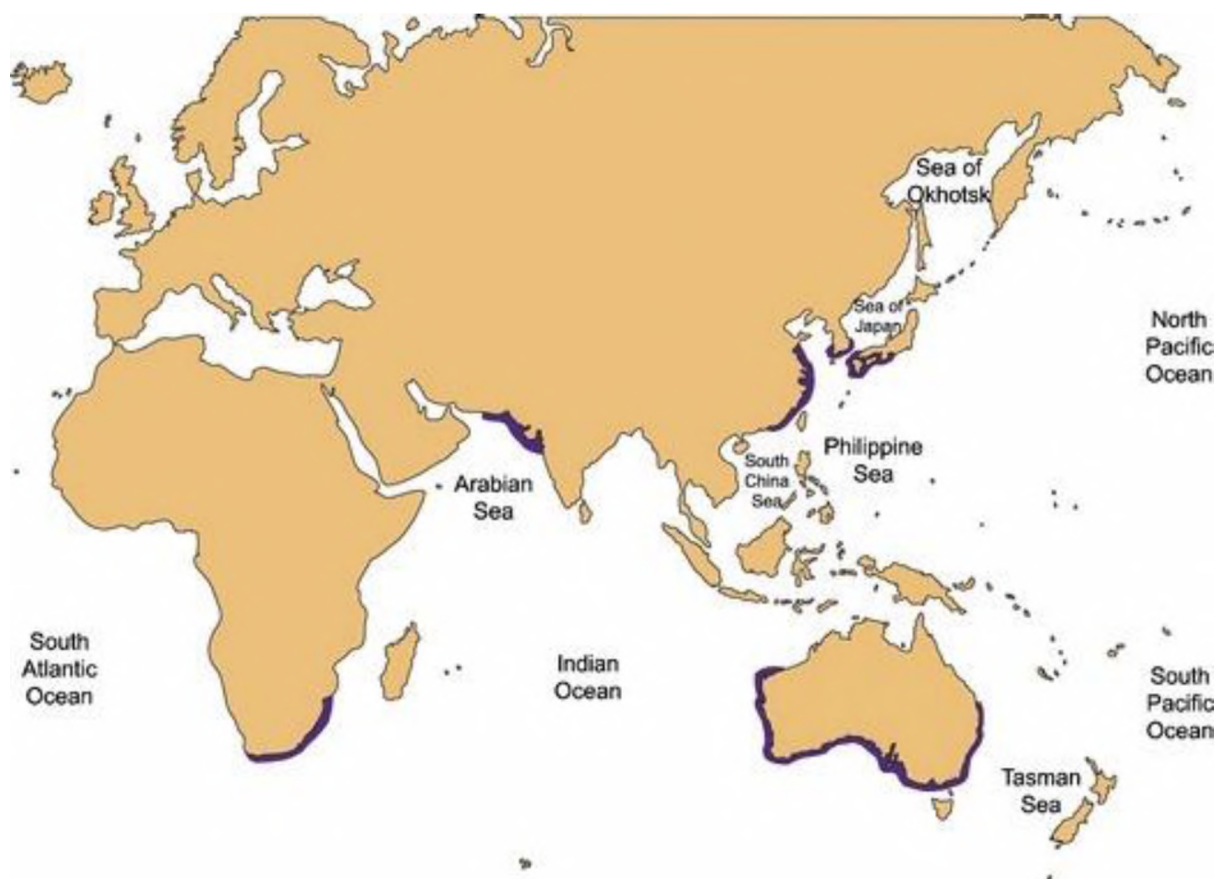 Sea of
Okhotsk
Sea of
Japan
North
Pacific
Ocean
Philippine
Sea
South
China
Sea
Arabian
Sea
South
Atlantic
Ocean
Indian
Ocean
South
Pacific
Ocean
Tasman
Sea